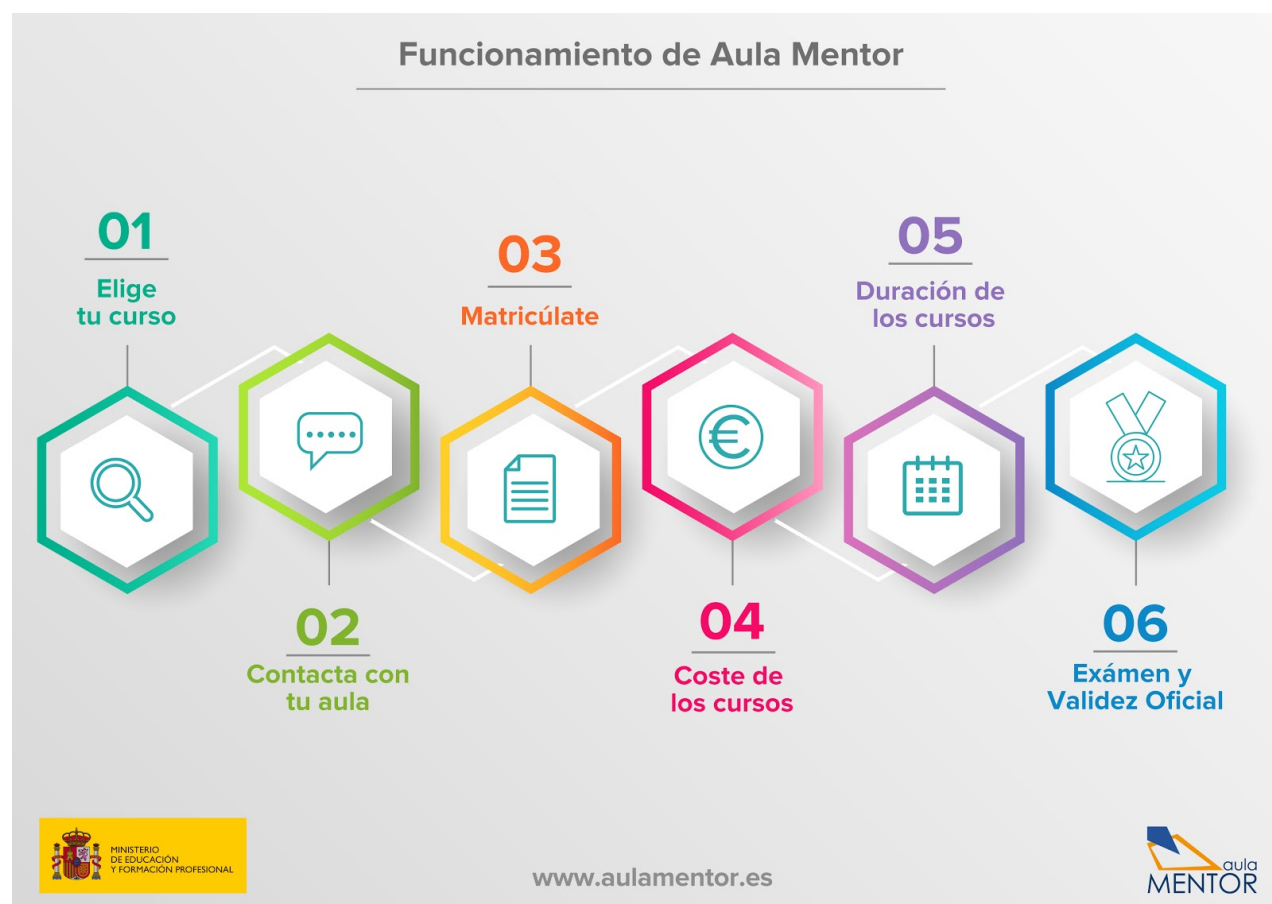 Funcionamiento de Aula Mentor
01
Elige
tu curso
02
Contacta con
tu aula
03
Matricúlate
04
Coste de
los cursos
05
Duración de
los cursos
06
Exámen y
Validez Oficial
MINISTERIO
DE EDUCACIÓN
Y FORMACIÓN PROFESIONAL
www.aulamentor.es
aula
MENTOR